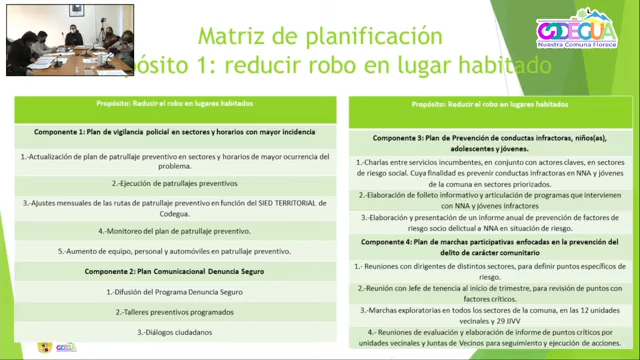 Matriz de planificación
ósito 1: reducir robo en lugar habitado
CODEGUA
Nuestra Comuna Florece
Propósito: Reducir el robo en lugares habitados
Componente 1: Plan de vigilancia policial en sectores y horarios con mayor incidencia
1.-Actualización de plan de patrullaje preventivo en sectores y horarios de mayor ocurrencia del
problema.
2.-Ejecución de patrullajes preventivos
3.-Ajustes mensuales de las rutas de patrullaje preventivo en función del SIED TERRITORIAL de
Codegua.
4.-Monitoreo del plan de patrullaje preventivo.
5.-Aumento de equipo, personal y automóviles en patrullaje preventivo.
Componente 2: Plan Comunicacional Denuncia Seguro
1.-Difusión del Programa Denuncia Seguro
2.-Talleres preventivos programados
3.-Diálogos ciudadanos
Propósito: Reducir el robo en lugares habitados
Componente 3: Plan de Prevención de conductas infractoras, niños(as),
adolescentes y jóvenes.
1.-Charlas entre servicios incumbentes, en conjunto con actores claves, en sectores
de riesgo social. Cuya finalidad es prevenir conductas infractoras en NNA y jóvenes
de la comuna en sectores priorizados.
2.-Elaboración de folleto informativo y articulación de programas que intervienen
con NNA y jóvenes infractores
3.-Elaboración y presentación de un informe anual de prevención de factores de
riesgo socio delictual a NNA en situación de riesgo.
Componente 4: Plan de marchas participativas enfocadas en la prevención del
delito de carácter comunitario
1.- Reuniones con dirigentes de distintos sectores, para definir puntos específicos de
riesgo.
2.-Reunión con Jefe de tenencia al inicio de trimestre, para revisión de puntos con
factores críticos.
3.-Marchas exploratorias en todos los sectores de la comuna, en las 12 unidades
vecinales y 29 JJVV
4.- Reuniones de evaluación y elaboración de informe de puntos críticos por
unidades vecinales y Juntas de Vecinos para seguimiento y ejecución de acciones.
CODEGUA